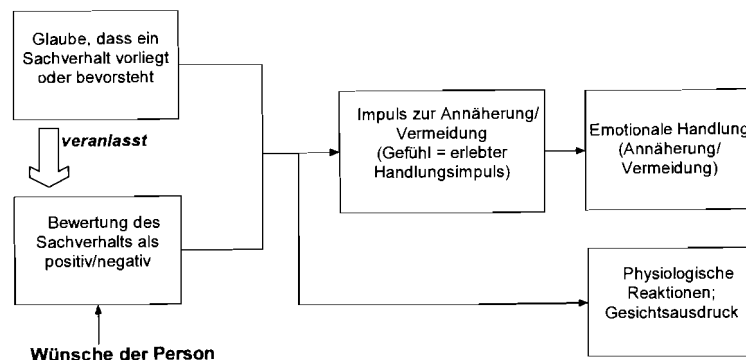 Glaube, dass ein
Sachverhalt vorliegt
oder bevorsteht
veranlasst
Bewertung des
Sachverhalts als
positiv/negativ
Wünsche der Person
Impuls zur Annäherung/
Vermeidung
(Gefühl = erlebter
Handlungsimpuls)
Emotionale Handlung
(Annäherung/
Vermeidung)
Physiologische
Reaktionen;
Gesichtsausdruck